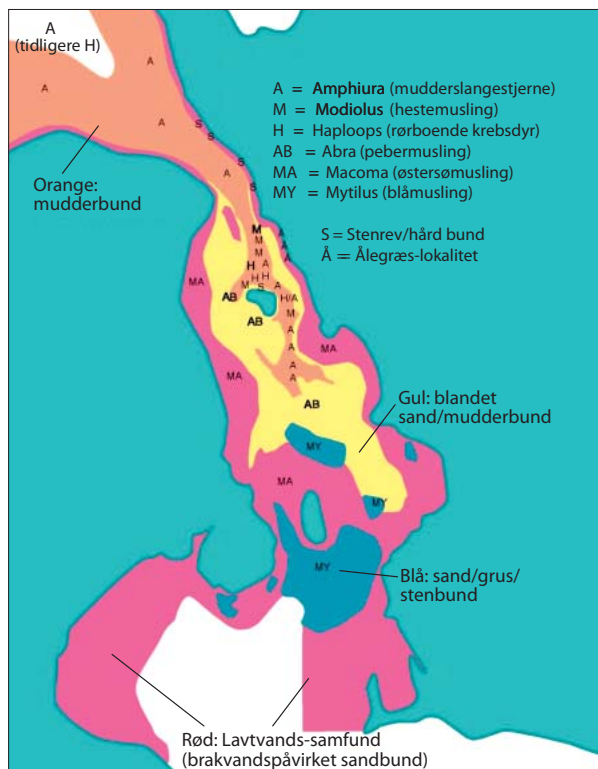 A
(tidligere H)
A = Amphiura (mudderslangestjerne)
M = Modiolus (hestemusling)
H = Haploops (rørboende krebsdyr)
AB = Abra (pebermusling)
MA = Macoma (østersømusling)
MY = Mytilus (blåmusling)
S = Stenrev/hård bund
Å = Ålegræs-lokalitet
A
A
A
S
S
S
S
A
S
Orange:
mudderbund
M
M
M
Å
Å
Å
H
A
H
H
M
S
A
MA
AB
H/A
M
AB
A
A
A
A
MA
MA
AB
Gul: blandet
sand/mudderbund
MY
MA
MY
MY
Blå: sand/grus/
stenbund
Rød: Lavtvands-samfund
(brakvandspåvirket sandbund)